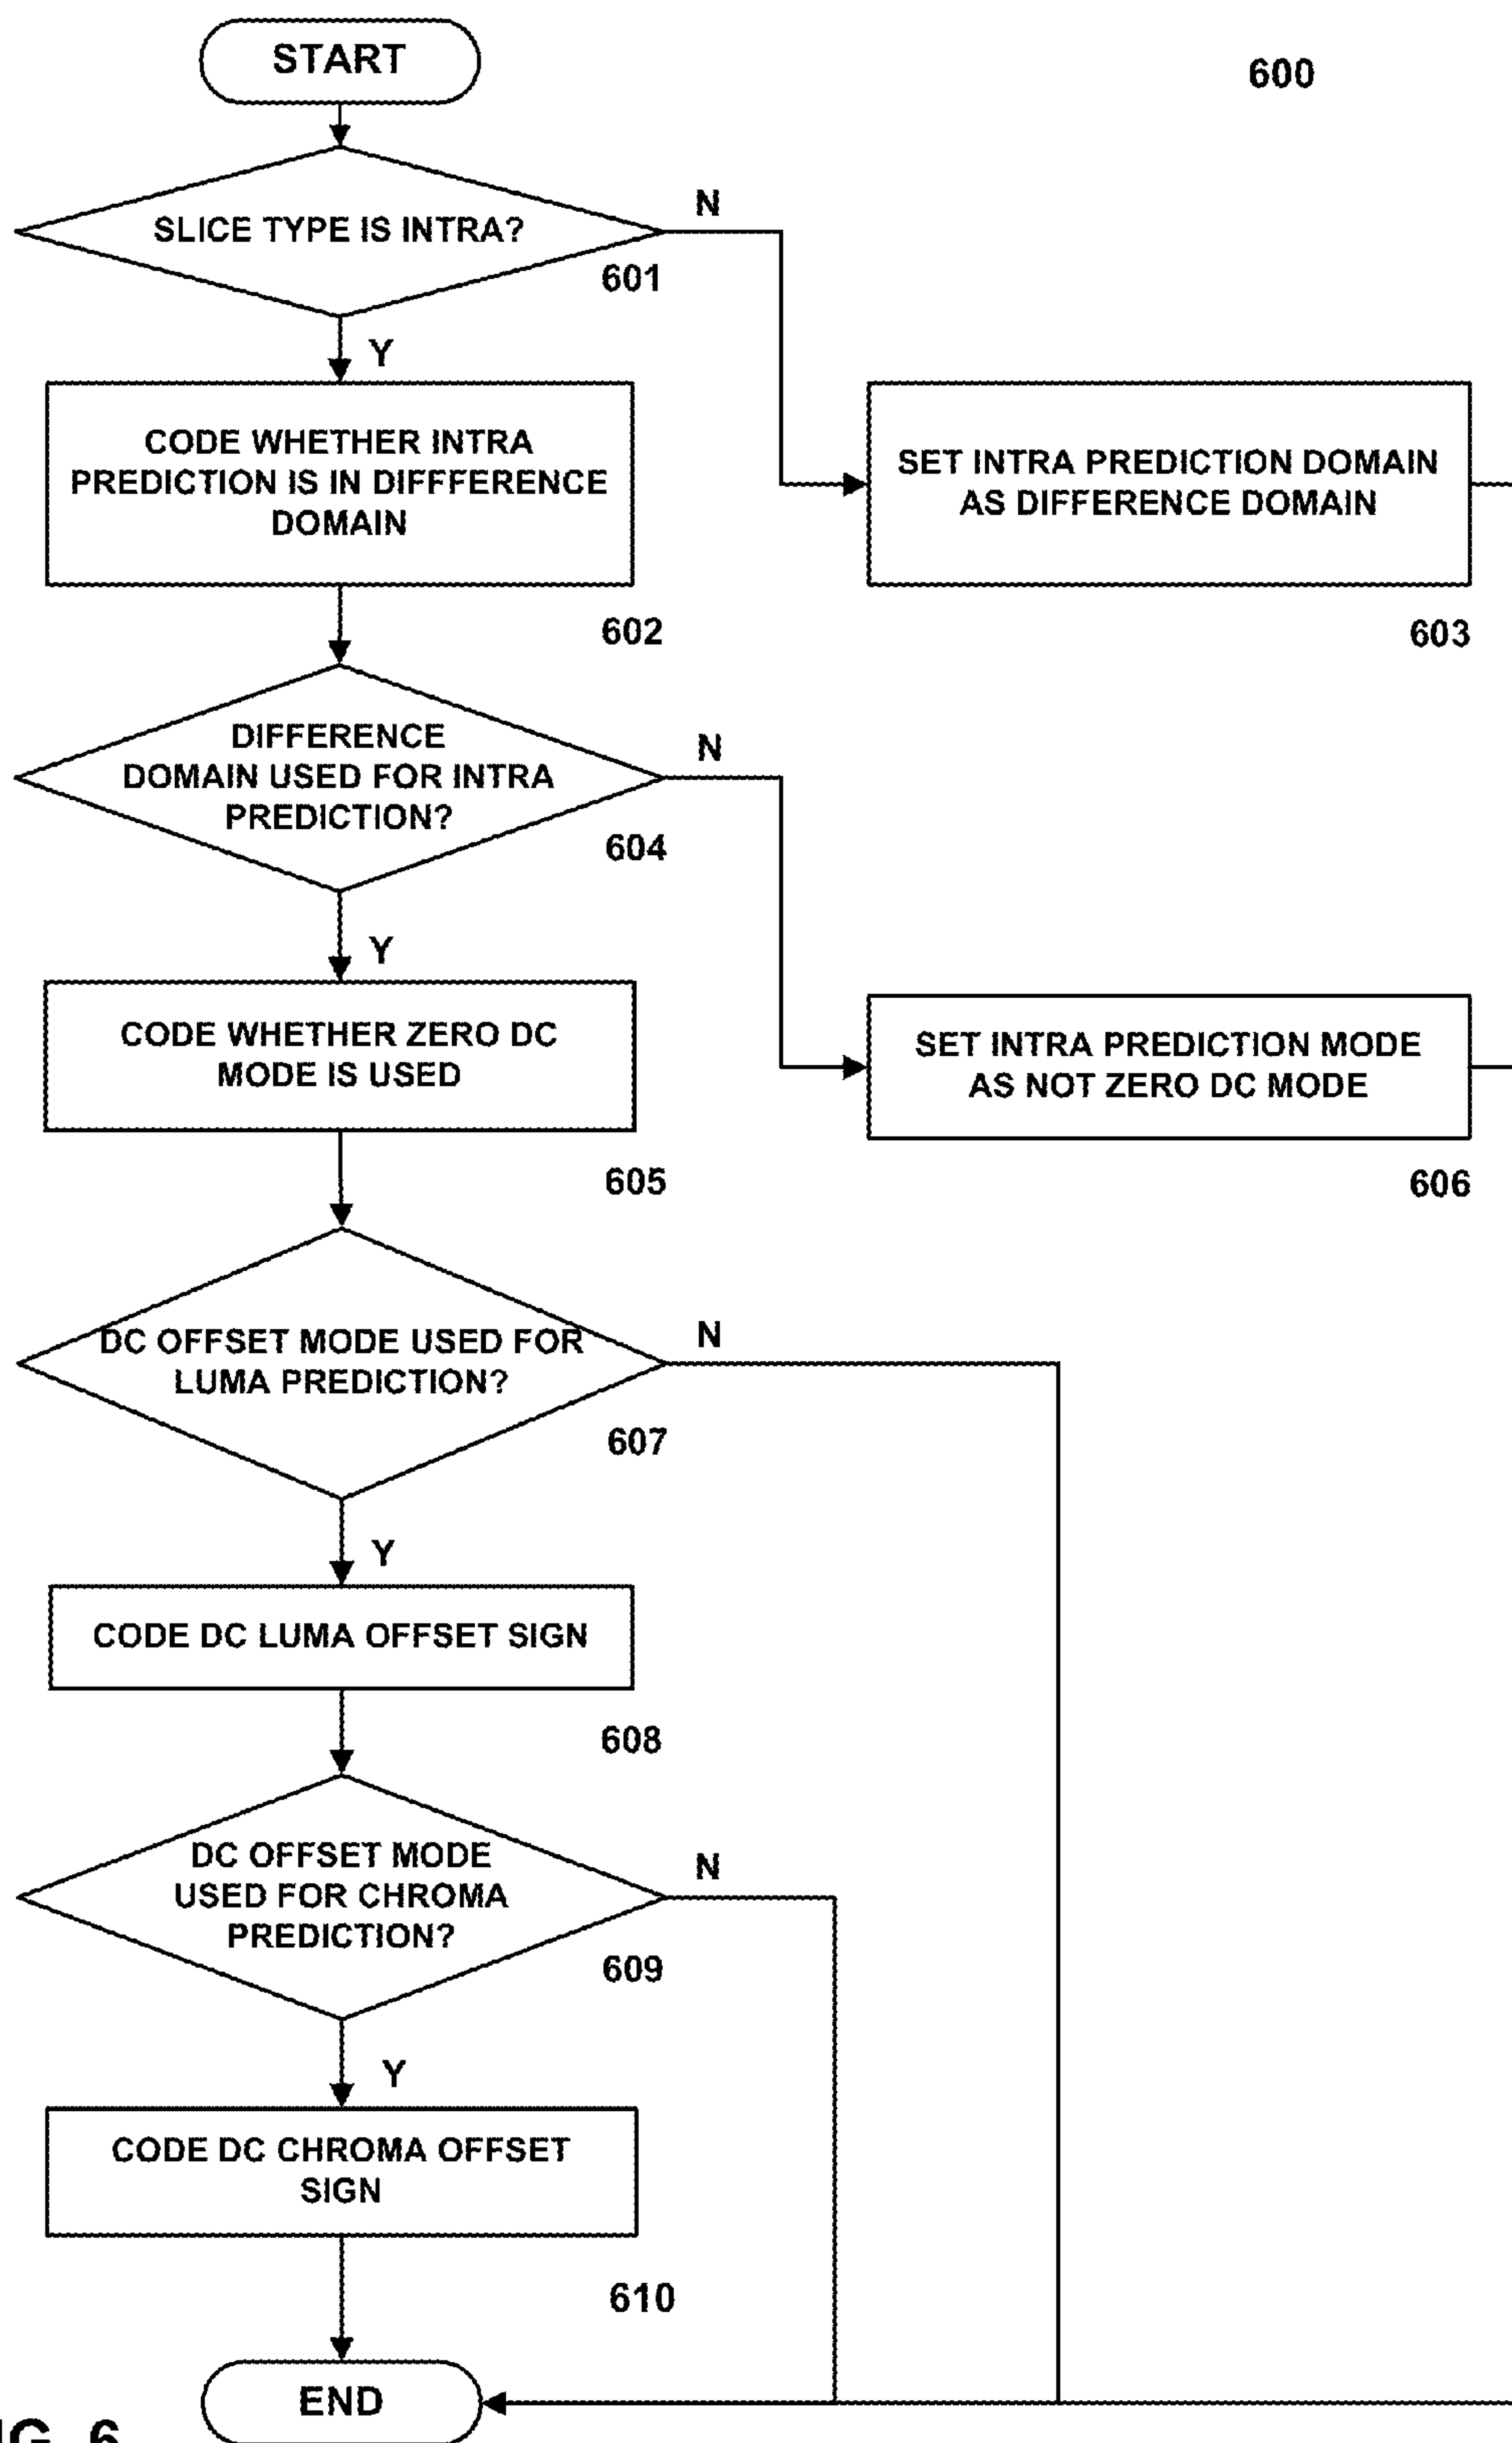 START
600
SLICE TYPE IS INTRA?
N
601
Y
CODE WHETHER INTRA
PREDICTION IS IN DIFFFERENCE
DOMAIN
602
SET INTRA PREDICTION DOMAIN
AS DIFFERENCE DOMAIN
603
DIFFERENCE
DOMAIN USED FOR INTRA
PREDICTION?
N
604
Y
CODE WHETHER ZERO DC
MODE IS USED
605
SET INTRA PREDICTION MODE
AS NOT ZERO DC MODE
606
DC OFFSET MODE USED FOR
LUMA PREDICTION?
N
607
Y
CODE DC LUMA OFFSET SIGN
608
DC OFFSET MODE
USED FOR CHROMA
PREDICTION?
N
609
Y
CODE DC CHROMA OFFSET
SIGN
610
END
IG. 6